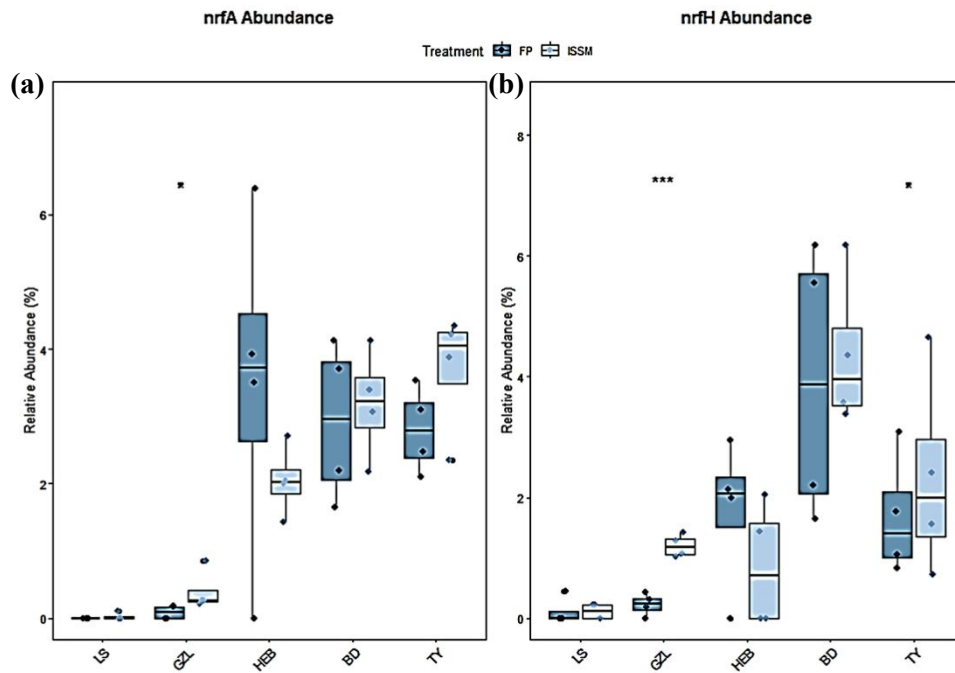 nrfA Abundance
nrfH Abundance
Treatment FP ISSM
(a)
(b)
Relative Abundance (%)
6
4
2
0
*
LS
GZL
HEB
BD
TY
Relative Abundance (%)
8
6
4
2
0
***
*
LS
GZL
HEB
BD
TY